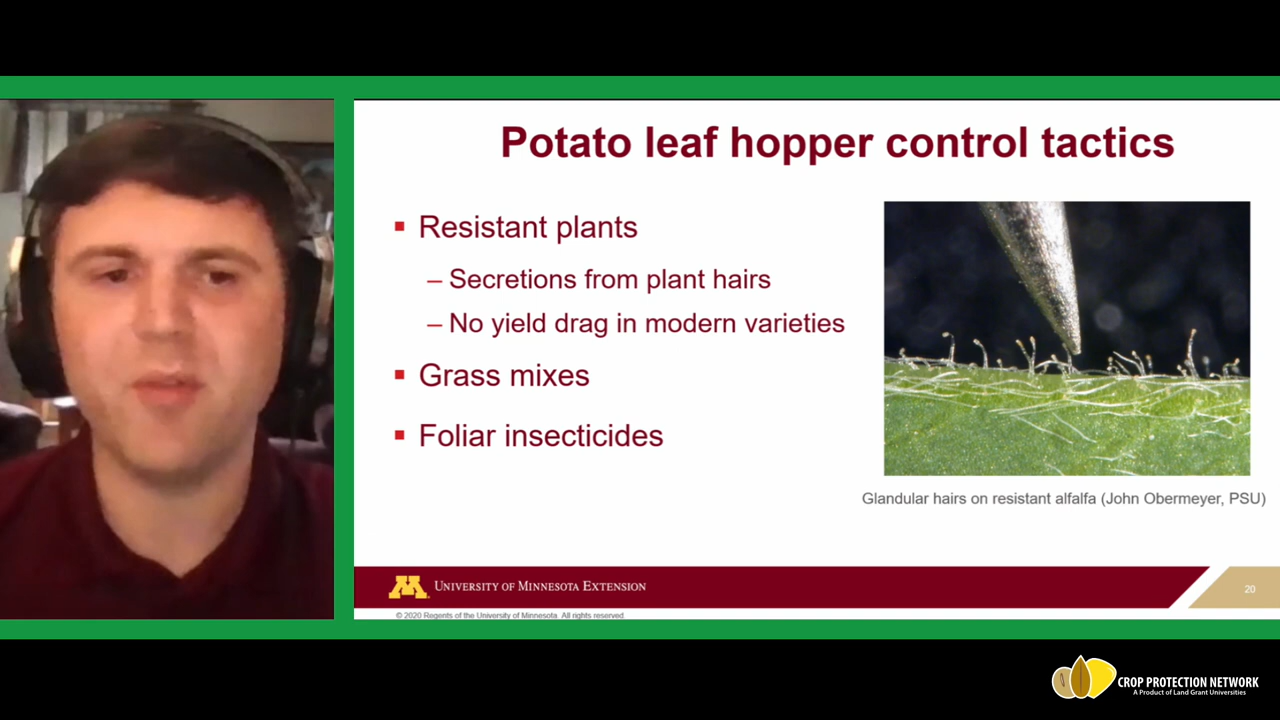 Potato leaf hopper control tactics
▪ Resistant plants
– Secretions from plant hairs
– No yield drag in modern varieties
▪ Grass mixes
▪ Foliar insecticides
Glandular hairs on resistant alfalfa (John Obermeyer, PSU)
M UNIVERSITY OF MINNESOTA EXTENSION
20
© 2020 Regents of the University of Minnesota. All rights reserved.
CROP PROTECTION NETWORK
A Product of Land Grant Universities